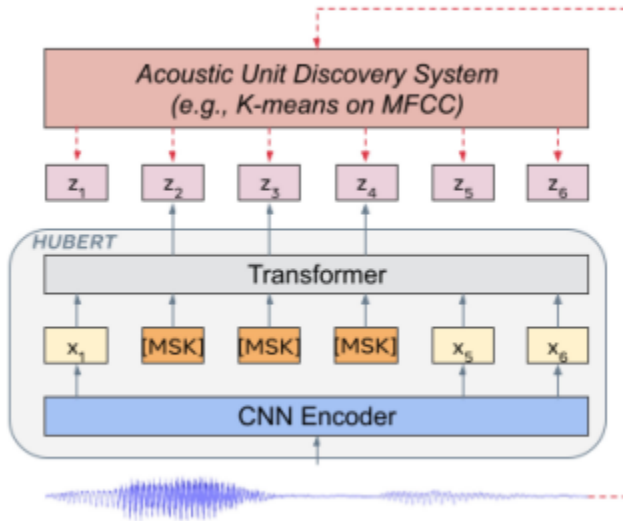 Acoustic Unit Discovery System
(e.g., K-means on MFCC)
z₁ z₂ z₃ z₄ z₅ z₆
HUBERT
Transformer
x₁ [MSK] [MSK] [MSK] x₅ x₆
CNN Encoder